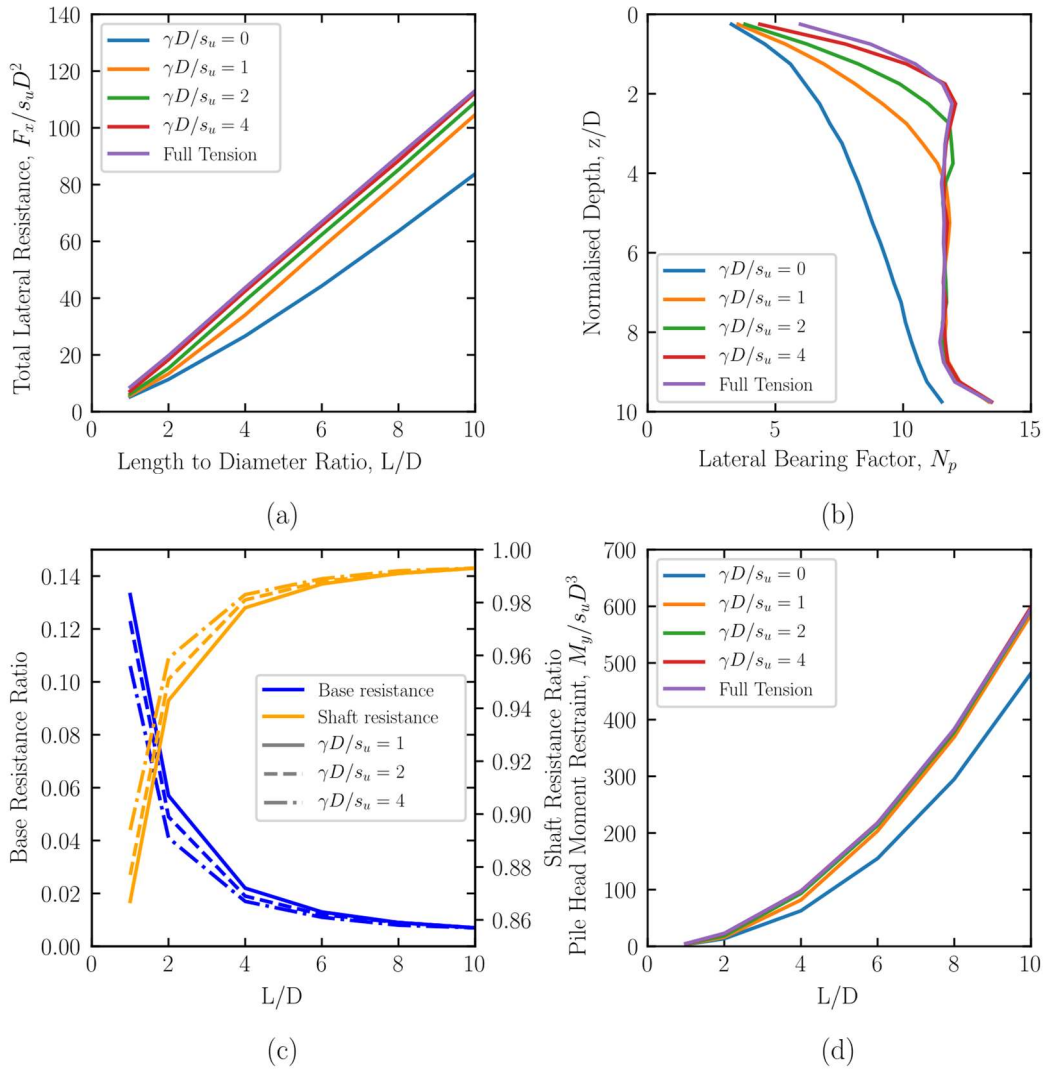 140
120
100
80
60
40
20
0
0 2 4 6 8 10
Total Lateral Resistance, F_x/s_uD^2
Length to Diameter Ratio, L/D
γD/s_u = 0
γD/s_u = 1
γD/s_u = 2
γD/s_u = 4
Full Tension
(a)
0
2
4
6
8
10
0 5 10 15
Normalised Depth, z/D
Lateral Bearing Factor, N_p
γD/s_u = 0
γD/s_u = 1
γD/s_u = 2
γD/s_u = 4
Full Tension
(b)
0.14
0.12
0.10
0.08
0.06
0.04
0.02
0.00
0 2 4 6 8 10
Base Resistance Ratio
L/D
1.00
0.98
0.96
0.94
0.92
0.90
0.88
0.86
Shaft Resistance Ratio
Base resistance
Shaft resistance
γD/s_u = 1
γD/s_u = 2
γD/s_u = 4
(c)
700
600
500
400
300
200
100
0
0 2 4 6 8 10
Pile Head Moment Restraint, M_y/s_uD^3
L/D
γD/s_u = 0
γD/s_u = 1
γD/s_u = 2
γD/s_u = 4
Full Tension
(d)